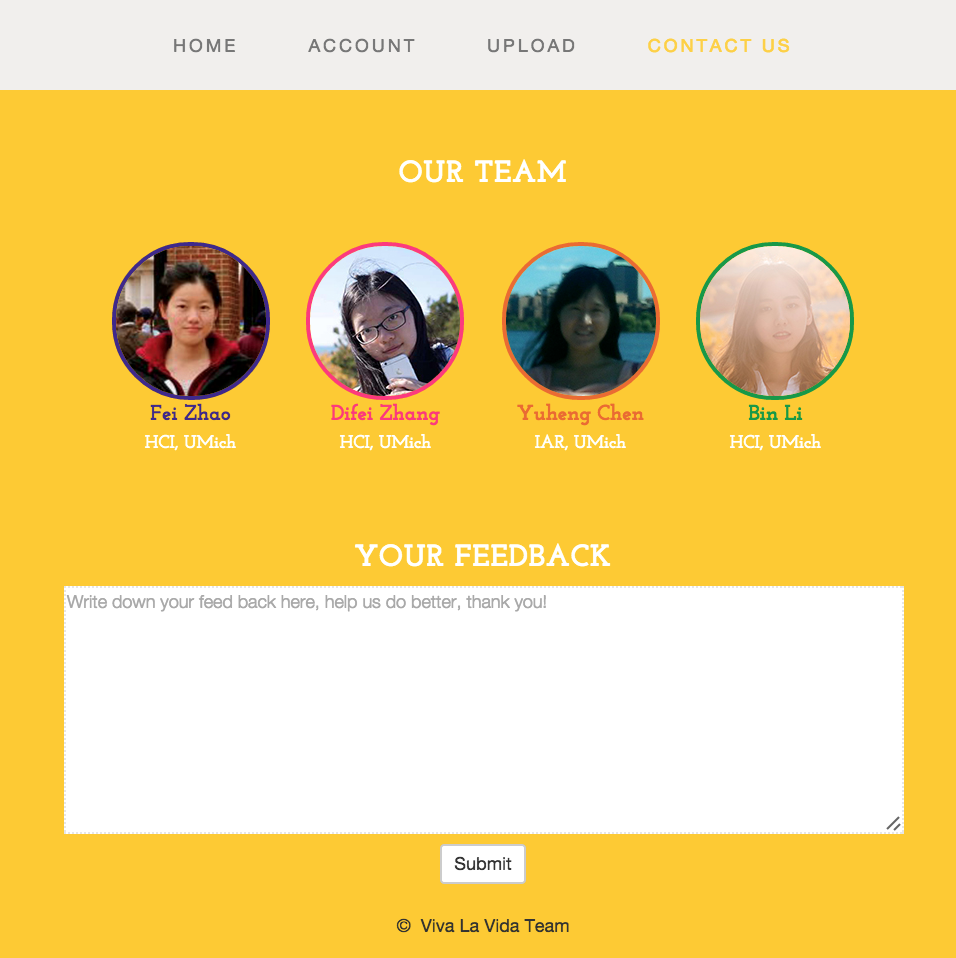 HOME ACCOUNT UPLOAD CONTACT US
OUR TEAM
Fei Zhao Difei Zhang Yuheng Chen Bin Li
HCI, UMich HCI, UMich IAR, UMich HCI, UMich
YOUR FEEDBACK
Write down your feed back here, help us do better, thank you!
Submit
© Viva La Vida Team